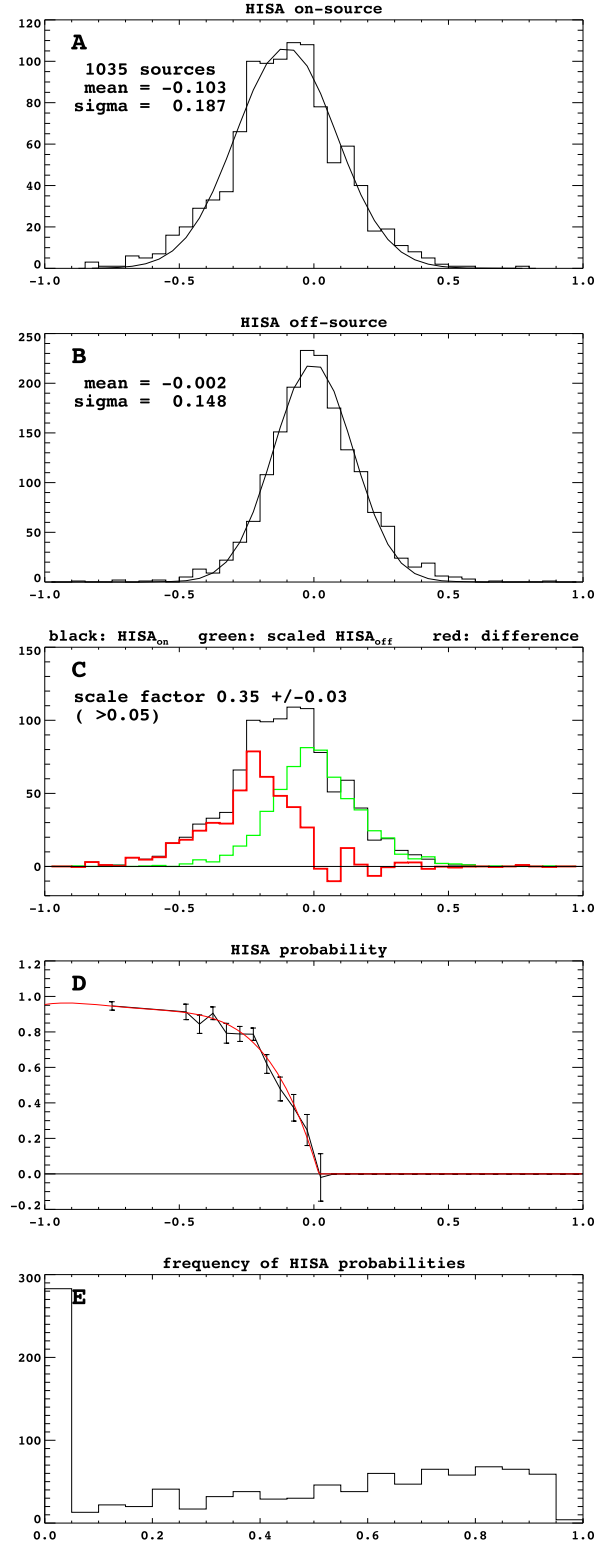 HISA on-source
120
A
100
1035 sources
mean = -0.103
80
sigma = 0.187
60
40
20
0
-1.0 -0.5 0.0 0.5 1.0
HISA off-source
250
B
200
mean = -0.002
sigma = 0.148
150
100
50
0
-1.0 -0.5 0.0 0.5 1.0
black: HISAon green: scaled HISAoff red: difference
150
C
scale factor 0.35 +/-0.03
( >0.05)
100
50
0
-1.0 -0.5 0.0 0.5 1.0
HISA probability
1.2
D
1.0
0.8
0.6
0.4
0.2
0.0
-0.2
-1.0 -0.5 0.0 0.5 1.0
frequency of HISA probabilities
300
E
200
100
0
0.0 0.2 0.4 0.6 0.8 1.0